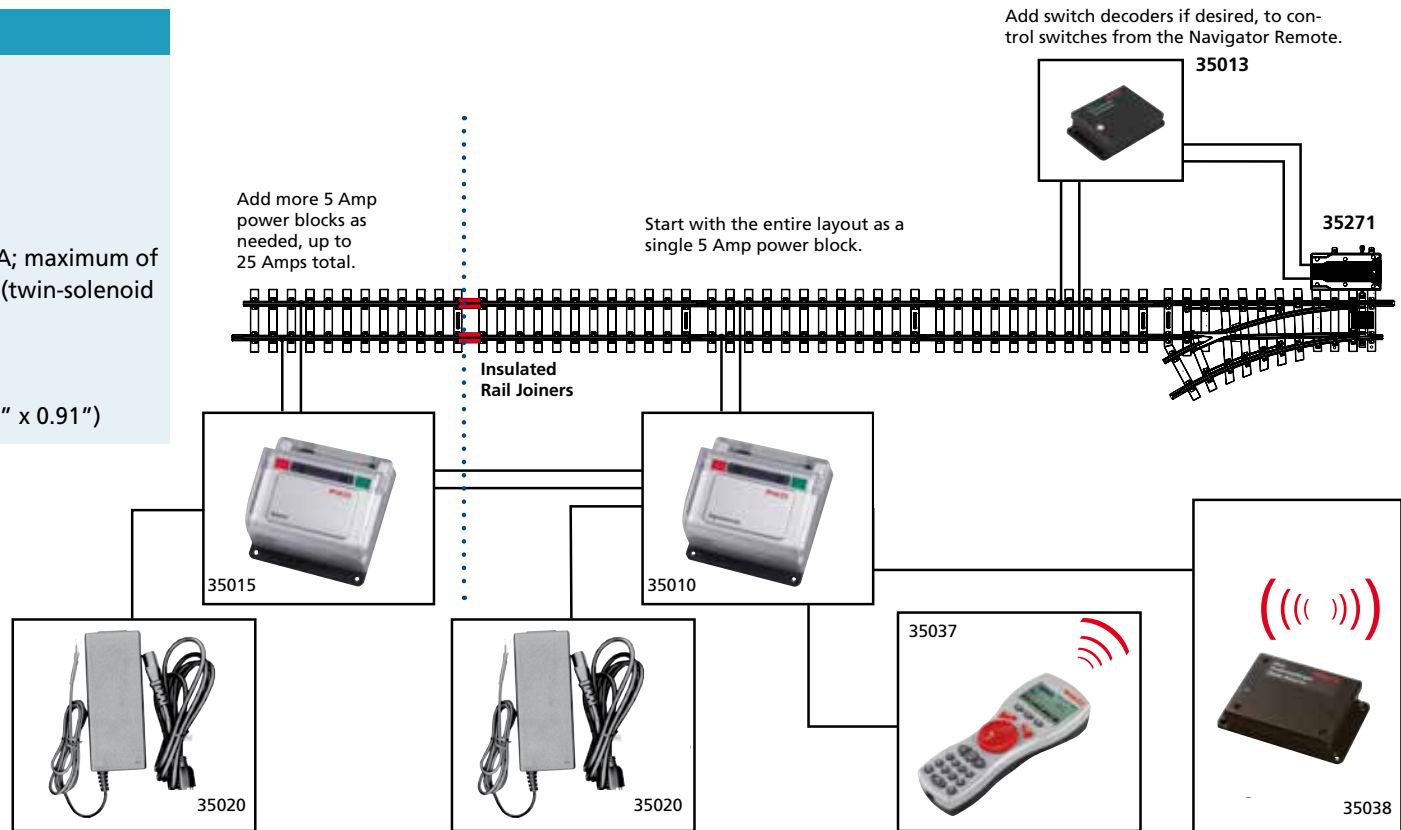 A; maximum of
(twin-solenoid
" x 0.91")
Add switch decoders if desired, to con-
trol switches from the Navigator Remote.
35013
Add more 5 Amp
power blocks as
needed, up to
25 Amps total.
Start with the entire layout as a
single 5 Amp power block.
35271
Insulated
Rail Joiners
35015
35010
35020
35020
35037
35038